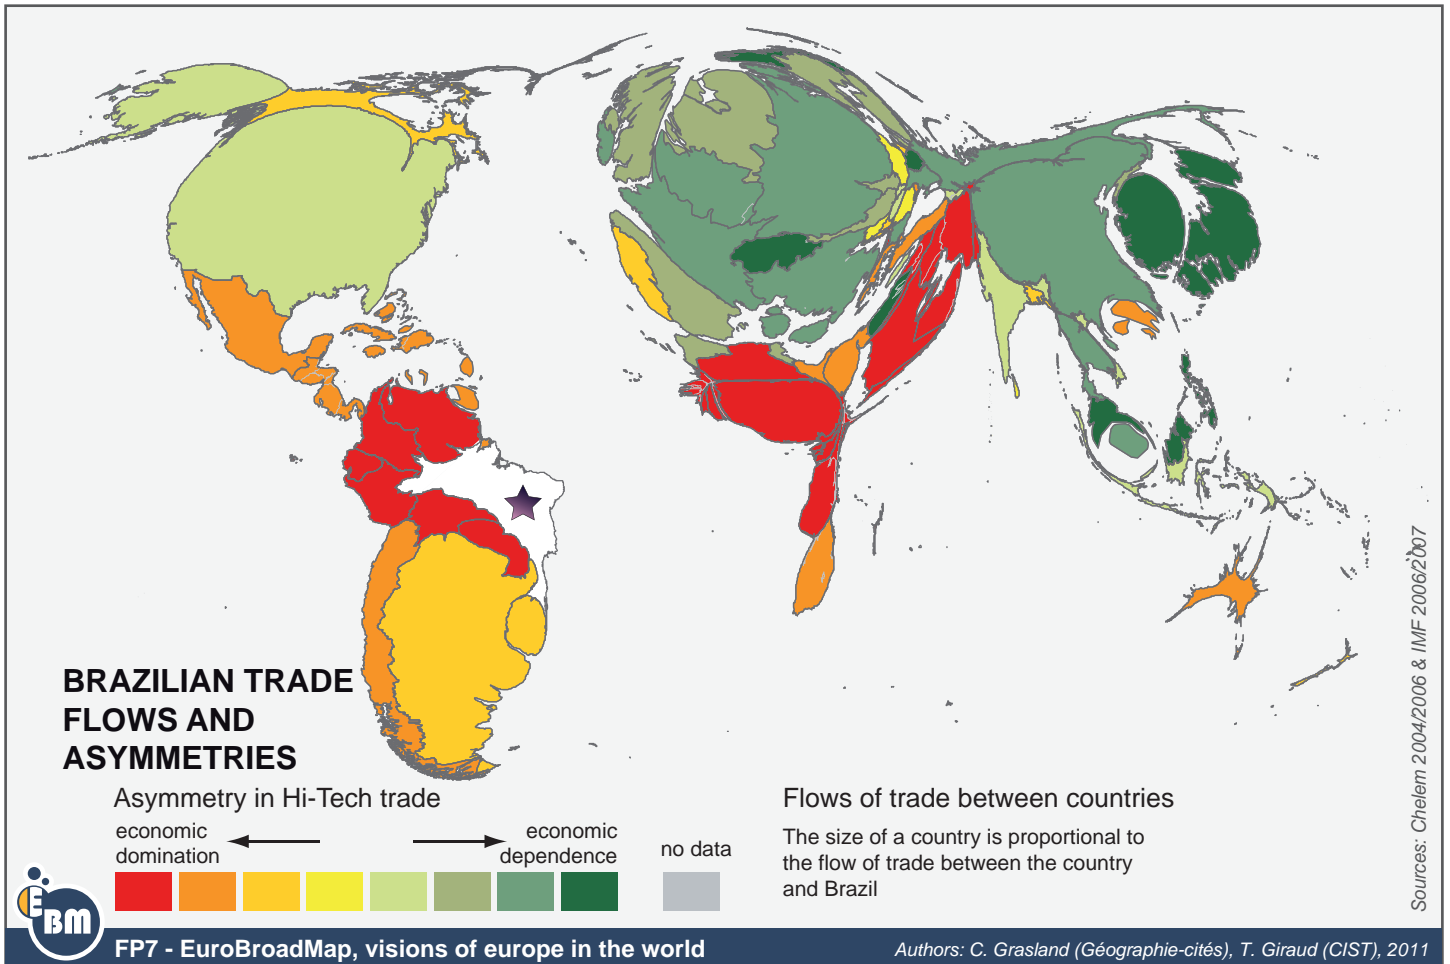 BRAZILIAN TRADE
FLOWS AND
ASYMMETRIES
Asymmetry in Hi-Tech trade
economic
domination
economic
dependence
no data
Flows of trade between countries
The size of a country is proportional to
the flow of trade between the country
and Brazil
Sources: Chelem 2004/2006 & IMF 2006/2007
EBM
FP7 - EuroBroadMap, visions of europe in the world
Authors: C. Grasland (Géographie-cités), T. Giraud (CIST), 2011